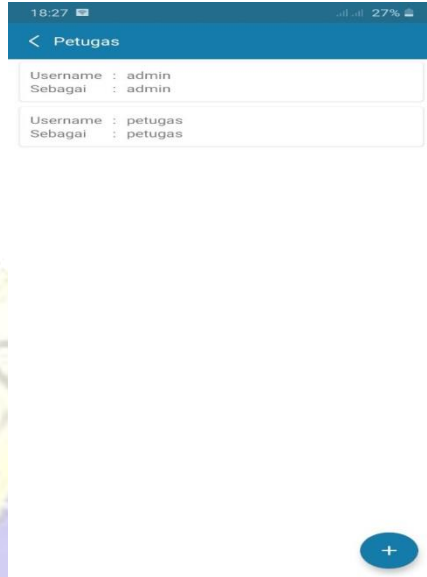 18:27 27%
Petugas
Username : admin
Sebagai : admin
Username : petugas
Sebagai : petugas
+